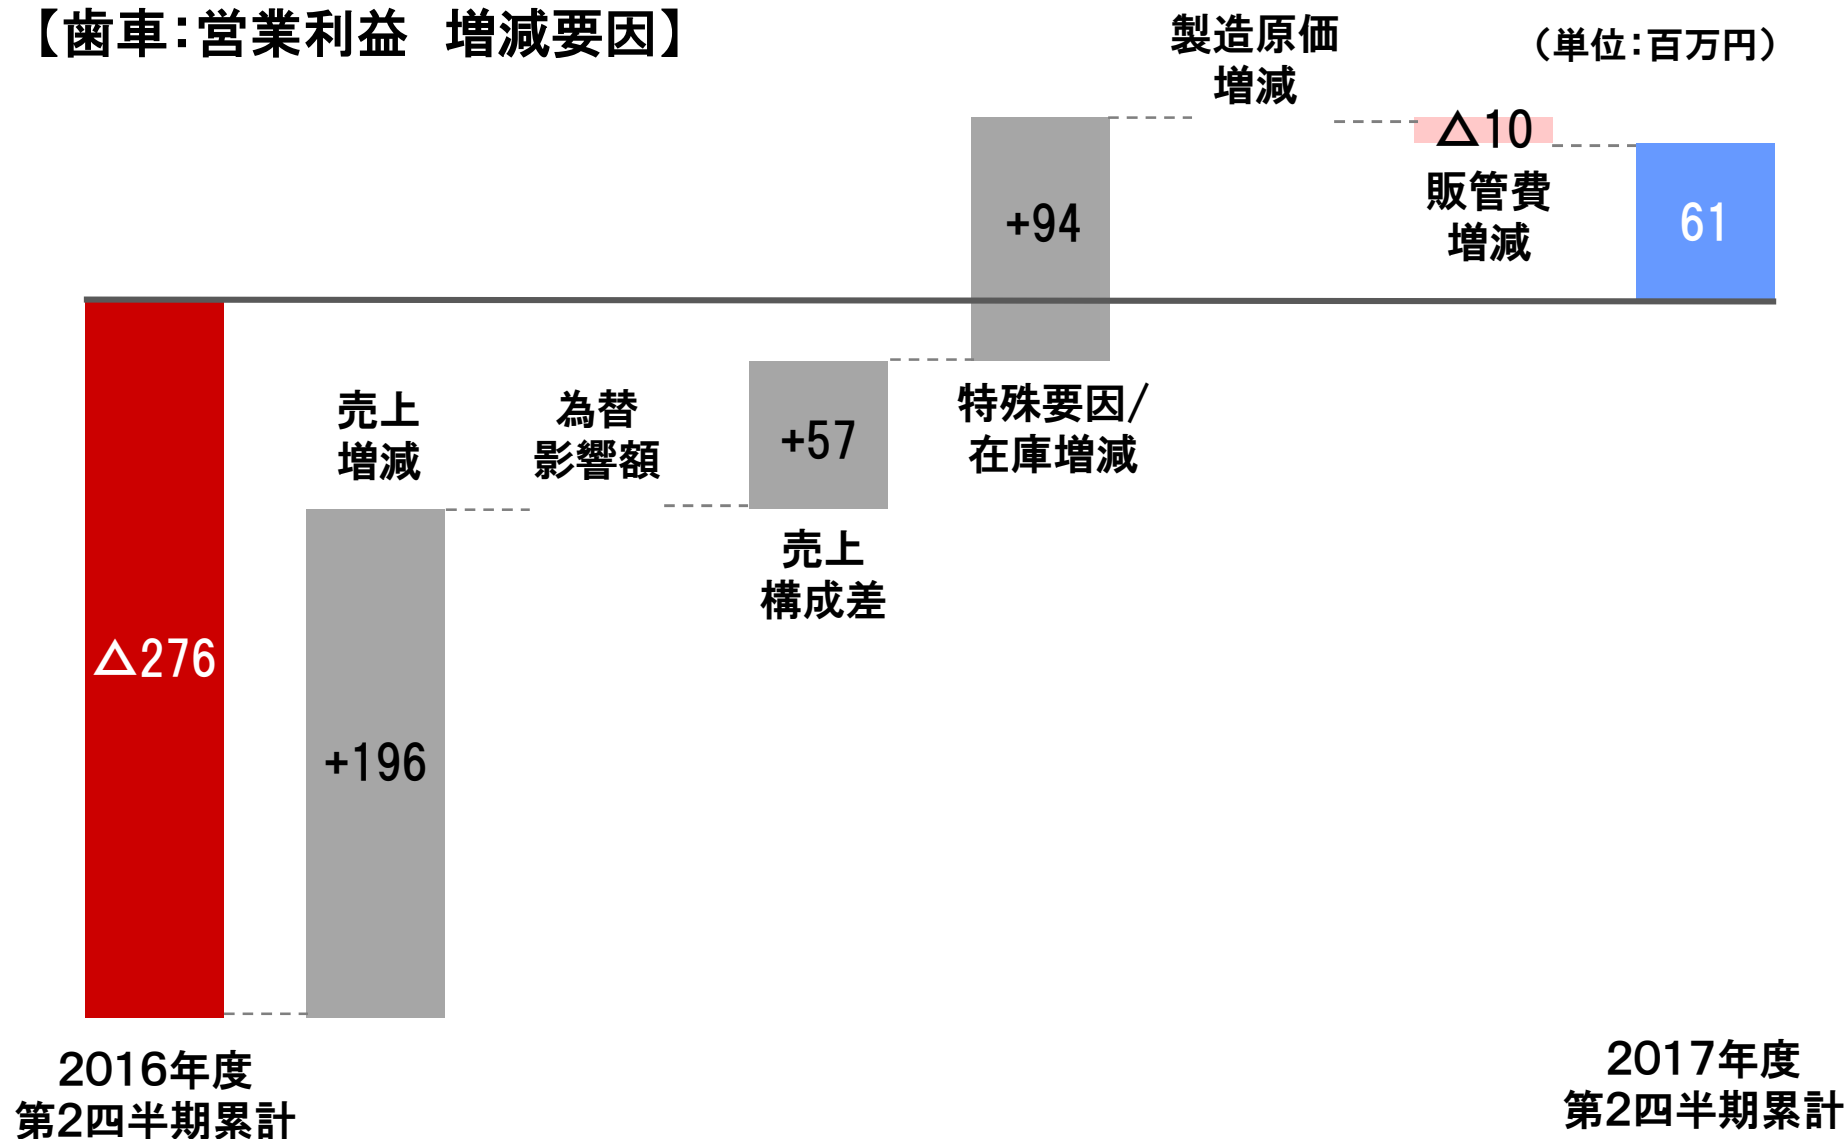 【歯車:営業利益 増減要因】
(単位:百万円)
製造原価
増減
△10
販管費
増減
61
+94
特殊要因/
在庫増減
+57
売上
構成差
為替
影響額
売上
増減
+196
△276
2016年度
第2四半期累計
2017年度
第2四半期累計